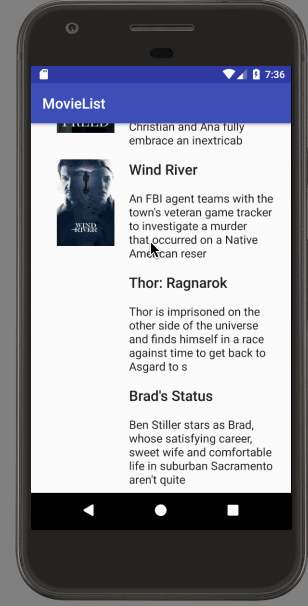 7:36
MovieList
FREED
Christian and Ana fully
embrace an inextricab
Wind River
An FBI agent teams with the
town's veteran game tracker
to investigate a murder
that occurred on a Native
American reser
WIND
RIVER
Thor: Ragnarok
Thor is imprisoned on the
other side of the universe
and finds himself in a race
against time to get back to
Asgard to s
Brad's Status
Ben Stiller stars as Brad,
whose satisfying career,
sweet wife and comfortable
life in suburban Sacramento
aren't quite